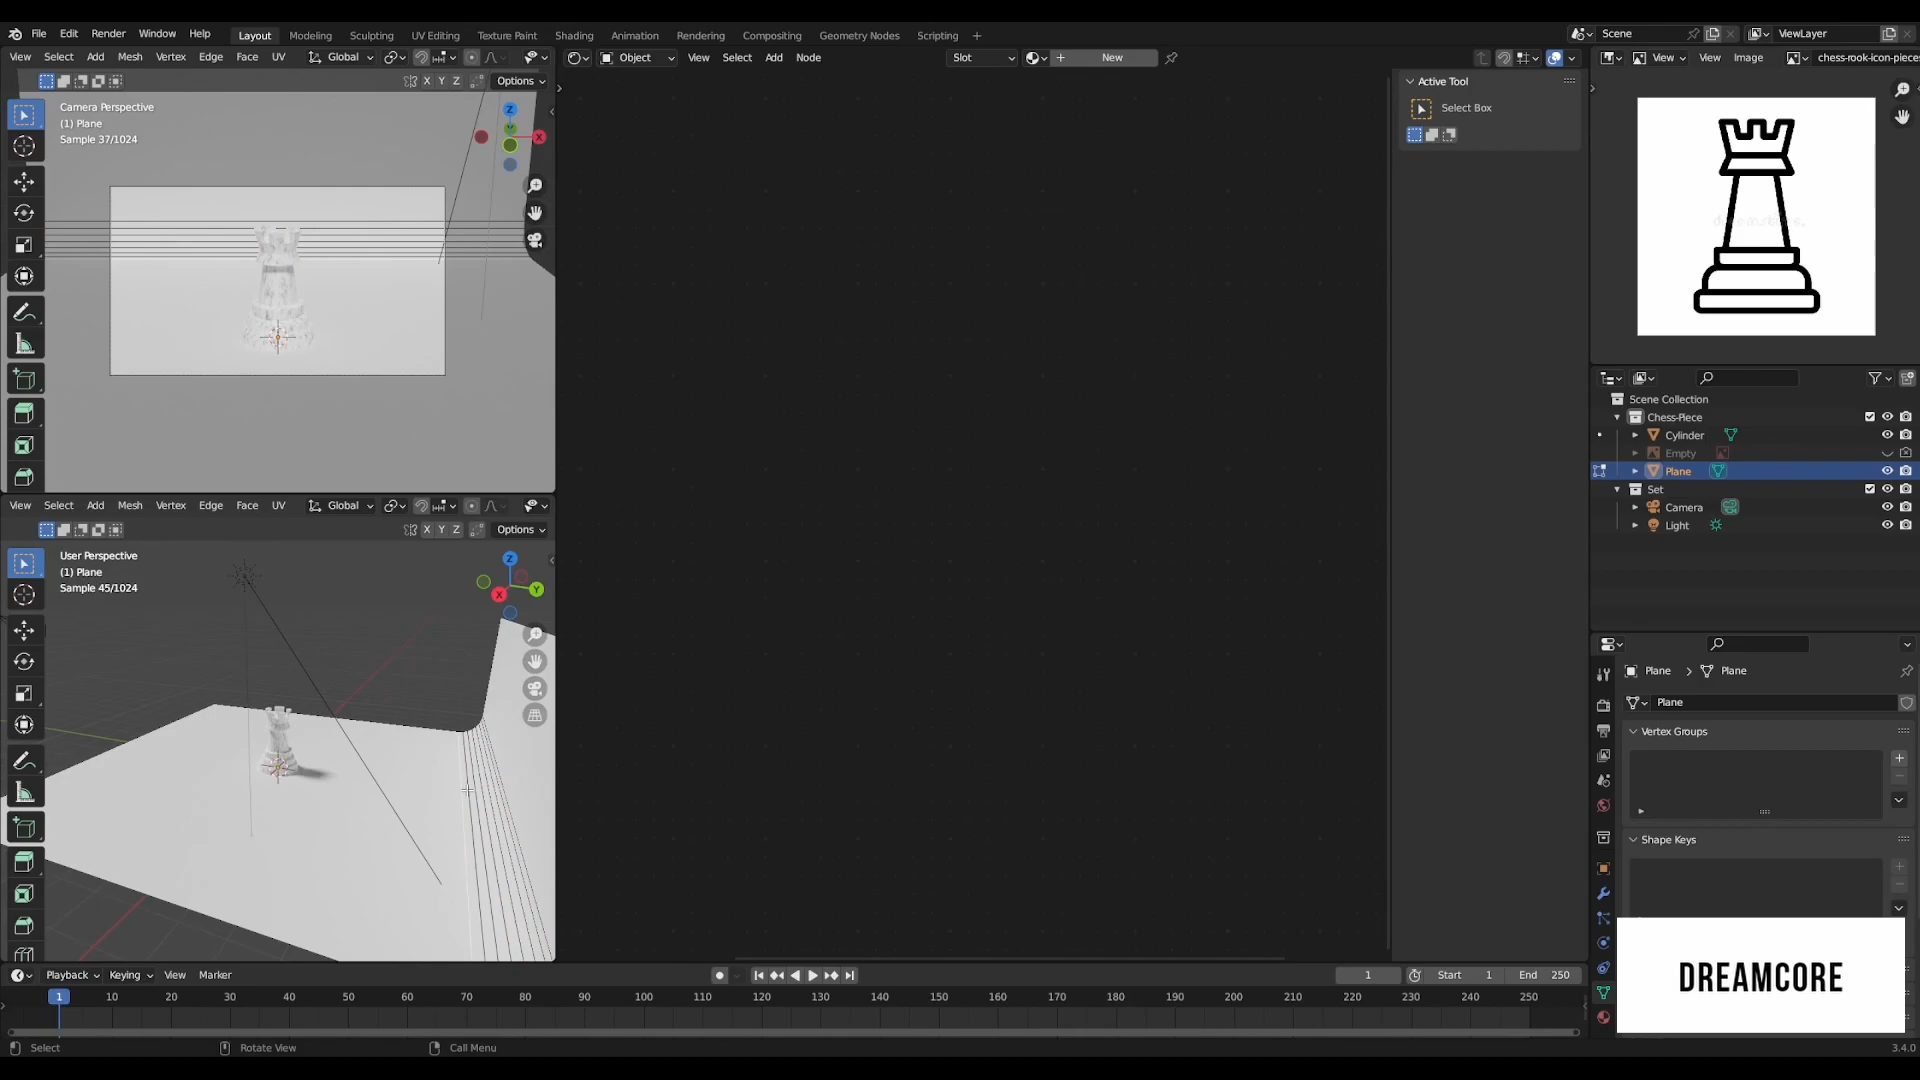 File Edit Render Window Help Layout Modeling Sculpting UV Editing Texture Paint Shading Animation Rendering Compositing Geometry Nodes Scripting + Scene ViewLayer
View Select Add Mesh Vertex Edge Face UV Global Object View Select Add Node Slot New View View Image chess-rook-icon-pieces
X Y Z Options
Active Tool
Select Box
Camera Perspective
(1) Plane
Sample 37/1024
Z
Y
X
Scene Collection
Chess-Piece
Cylinder
Empty
Plane
Set
Camera
Light
View Select Add Mesh Vertex Edge Face UV Global
X Y Z Options
User Perspective
(1) Plane
Sample 45/1024
Z
Y
X
Plane > Plane
Plane
Vertex Groups
Shape Keys
DREAMCORE
Playback Keying View Marker 1 Start 1 End 250
1 10 20 30 40 50 60 70 80 90 100 110 120 130 140 150 160 170 180 190 200 210 220 230 240 250
Select Rotate View Call Menu 3.4.0